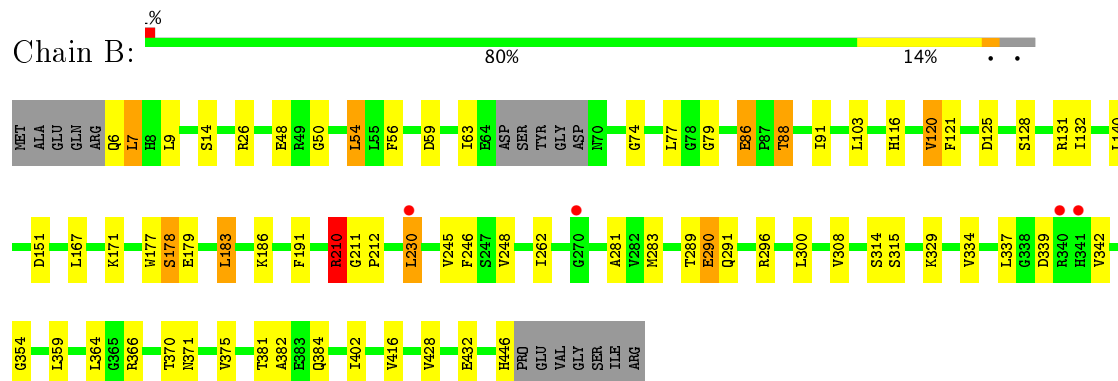 Chain B:
80% 14% • •
MET ALA GLU GLN ARG Q6 L7 H8 I9 S14 R26 E48 R49 G50 L54 L55 F56 D59 I63 E64 ASP SER TYR GLY ASP N70 G74 L77 G78 G79 E86 P87 T88 I91 L103 H116 V120 F121 D125 S128 R131 I132
D151 L167 K171 W177 S178 E179 L183 K186 F191 R210 G211 P212 L230 V245 F246 S247 V248 I262 G270 A281 V282 M283 T289 E290 Q291 R296 L300 V308 S314 S315 K329 V334 L337 G338 D339 R340 H341 V342
G354 L359 L364 G365 R366 T370 N371 V375 T381 A382 E383 Q384 I402 V416 V428 E432 H446 PRO GLU VAL GLY SER ILE ARG